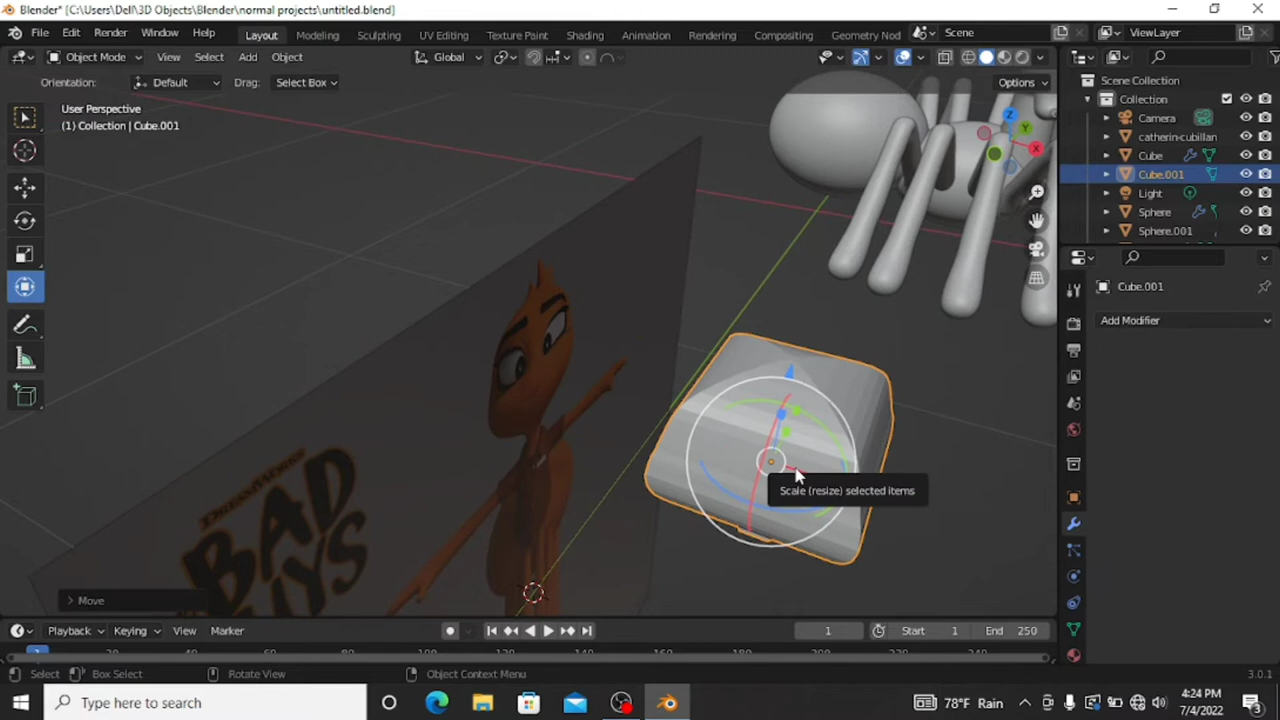 Blender* [C:\Users\Dell\3D Objects\Blender\normal projects\untitled.blend]
File Edit Render Window Help Layout Modeling Sculpting UV Editing Texture Paint Shading Animation Rendering Compositing Geometry Nod Scene ViewLayer
Object Mode View Select Add Object Global
Orientation: Default Drag: Select Box Options
User Perspective
(1) Collection | Cube.001
Scene Collection
Collection
Camera
catherin-cubillan
Cube
Cube.001
Light
Sphere
Sphere.001
Z
Y
X
Cube.001
Add Modifier
Scale (resize) selected items
DREAMWORKS
BAD
GUYS
Move
Playback Keying View Marker 1 Start 1 End 250
Select Box Select Rotate View Object Context Menu 3.0.1
Type here to search
78°F Rain
4:24 PM
7/4/2022
3